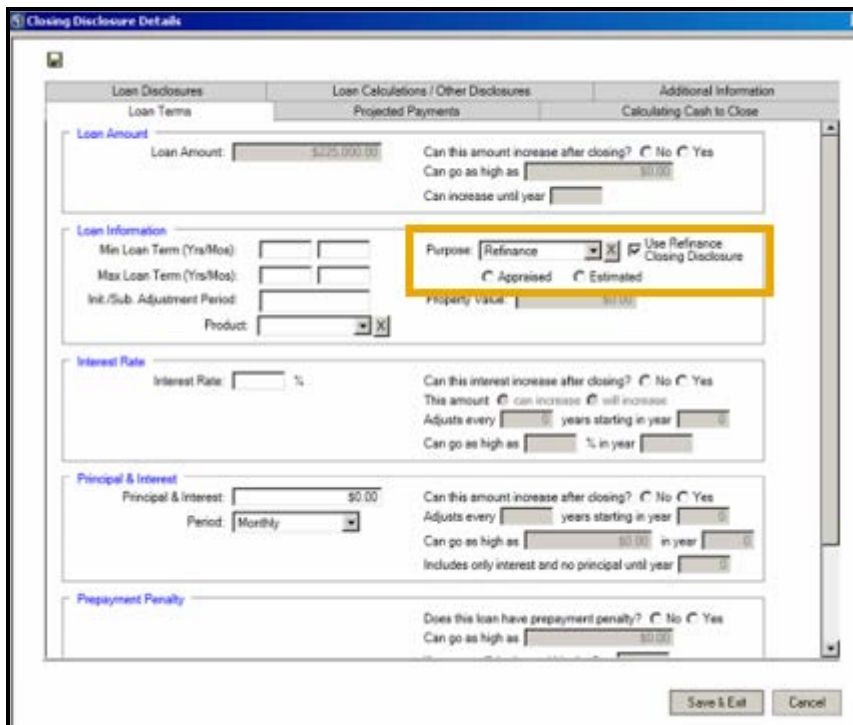 Closing Disclosure Details
Loan Disclosures Loan Calculations / Other Disclosures Additional Information
Loan Terms Projected Payments Calculating Cash to Close
Loan Amount
Loan Amount: $225,000.00 Can this amount increase after closing? No Yes
Can go as high as $0.00
Can increase until year
Loan Information
Min Loan Term (Yrs/Mos): Purpose: Refinance X Use Refinance
Closing Disclosure
Max Loan Term (Yrs/Mos): Appraised Estimated
Init./Sub. Adjustment Period: Property Value: $0.00
Product: X
Interest Rate
Interest Rate: % Can this interest increase after closing? No Yes
This amount can increase will increase
Adjusts every 0 years starting in year 0
Can go as high as % in year
Principal & Interest
Principal & Interest: $0.00 Can this amount increase after closing? No Yes
Period: Monthly Adjusts every years starting in year 0
Can go as high as $0.00 in year 0
Includes only interest and no principal until year 0
Prepayment Penalty
Does this loan have prepayment penalty? No Yes
Can go as high as $0.00
Save & Exit Cancel